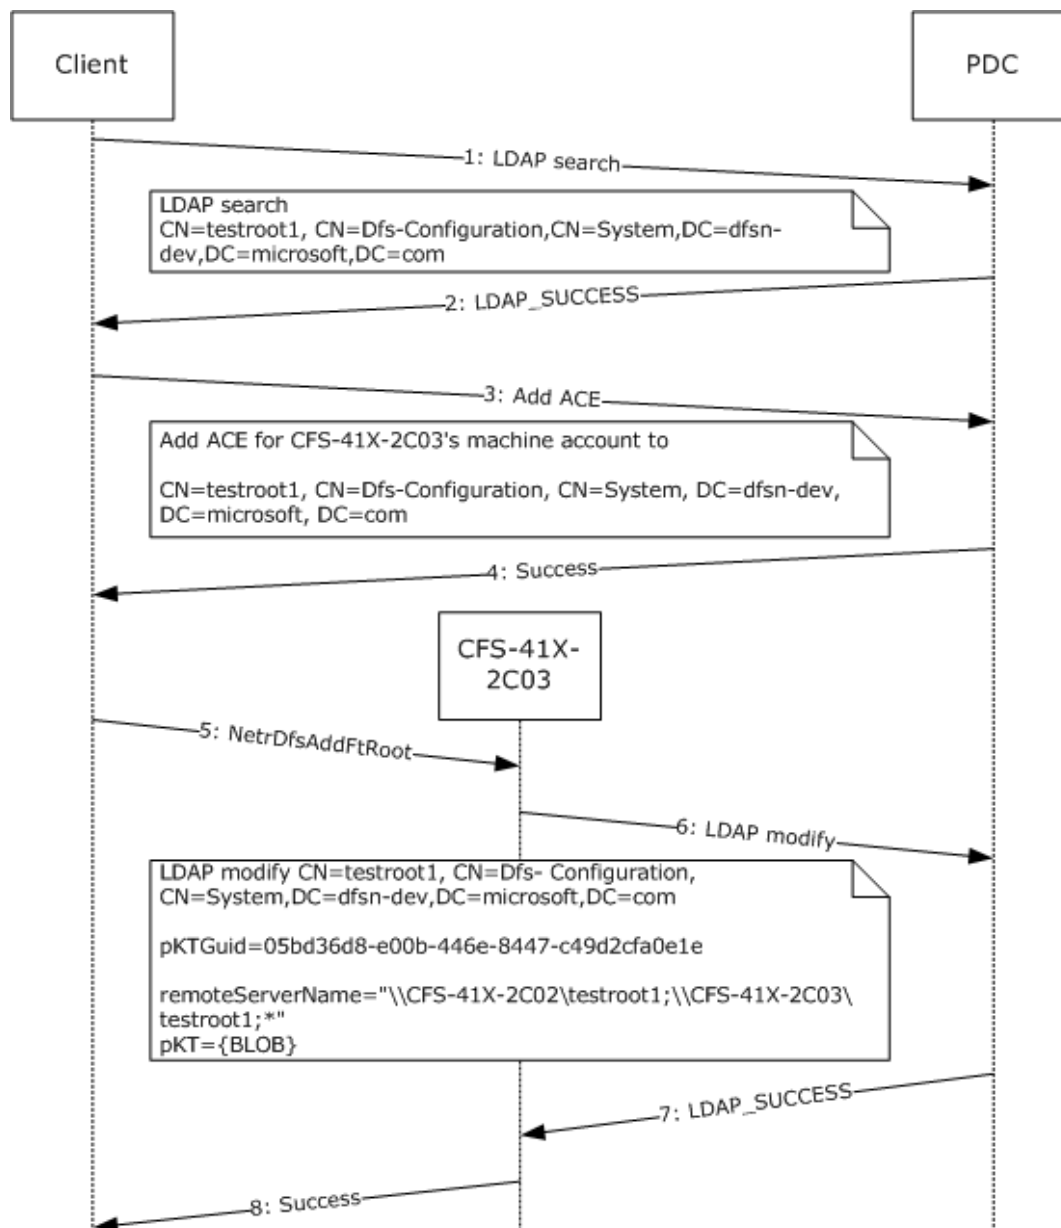 Client
PDC
1: LDAP search
LDAP search
CN=testroot1, CN=Dfs-Configuration,CN=System,DC=dfsn-
dev,DC=microsoft,DC=com
2: LDAP_SUCCESS
3: Add ACE
Add ACE for CFS-41X-2C03's machine account to
CN=testroot1, CN=Dfs-Configuration, CN=System, DC=dfsn-dev,
DC=microsoft, DC=com
4: Success
CFS-41X-
2C03
5: NetrDfsAddFtRoot
6: LDAP modify
LDAP modify CN=testroot1, CN=Dfs- Configuration,
CN=System,DC=dfsn-dev,DC=microsoft,DC=com
pKTGuid=05bd36d8-e00b-446e-8447-c49d2cfa0e1e
remoteServerName="\\CFS-41X-2C02\testroot1;\\CFS-41X-2C03\
testroot1;*"
pKT={BLOB}
7: LDAP_SUCCESS
8: Success